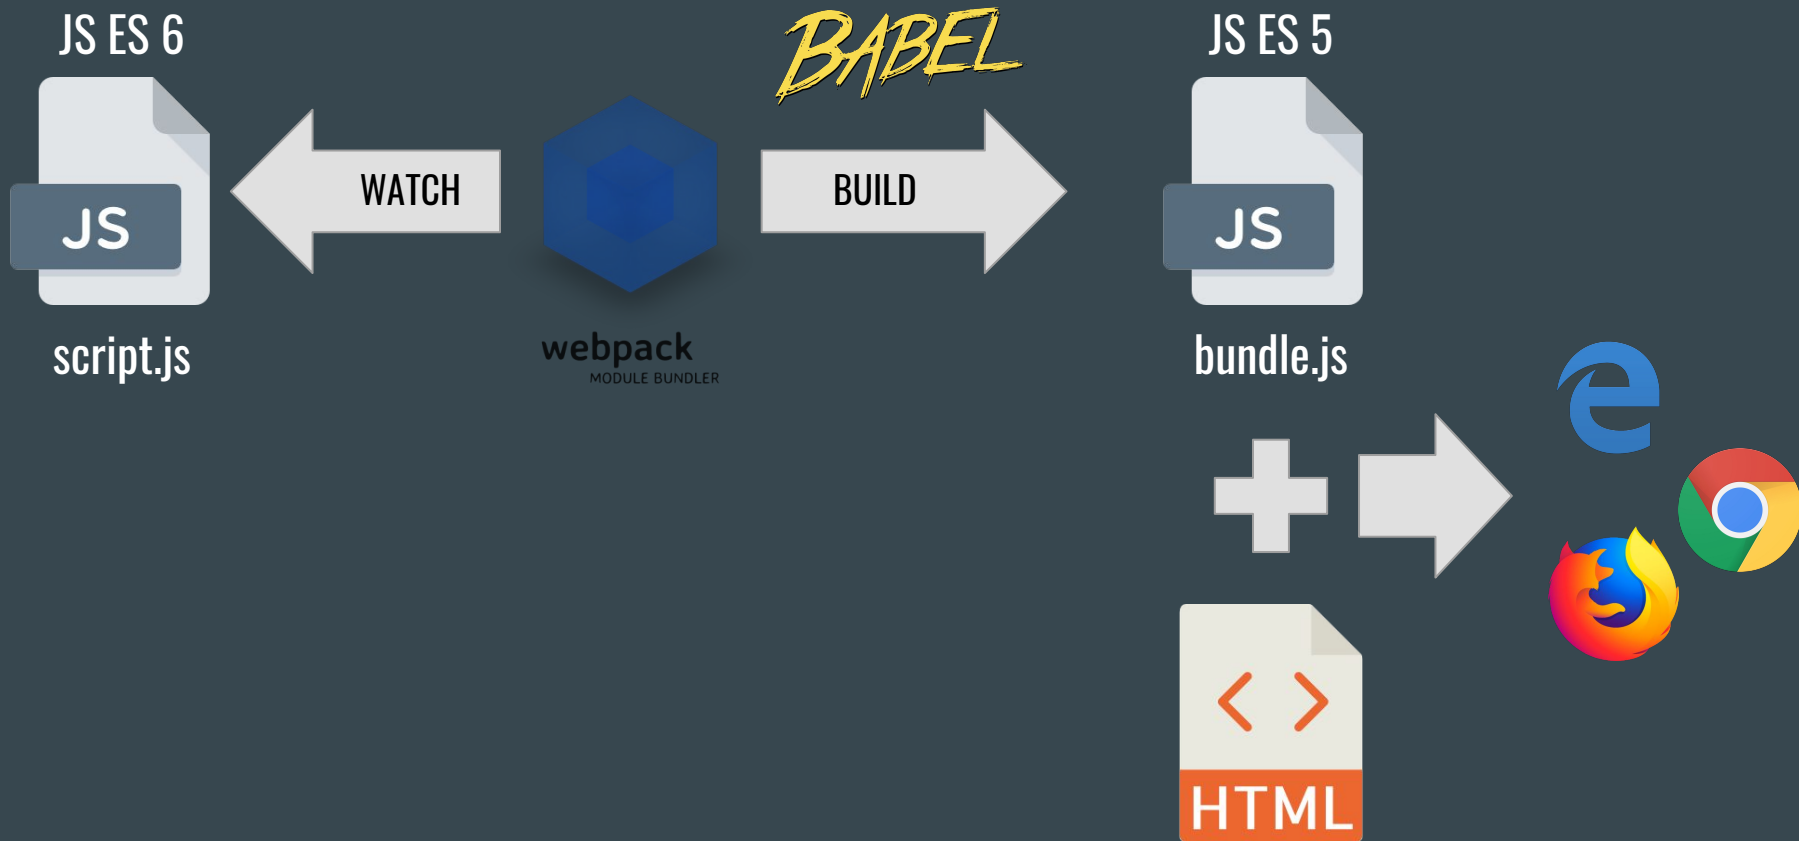 JS ES 6
BABEL
JS ES 5
WATCH
BUILD
JS
JS
script.js
webpack
MODULE BUNDLER
bundle.js
HTML